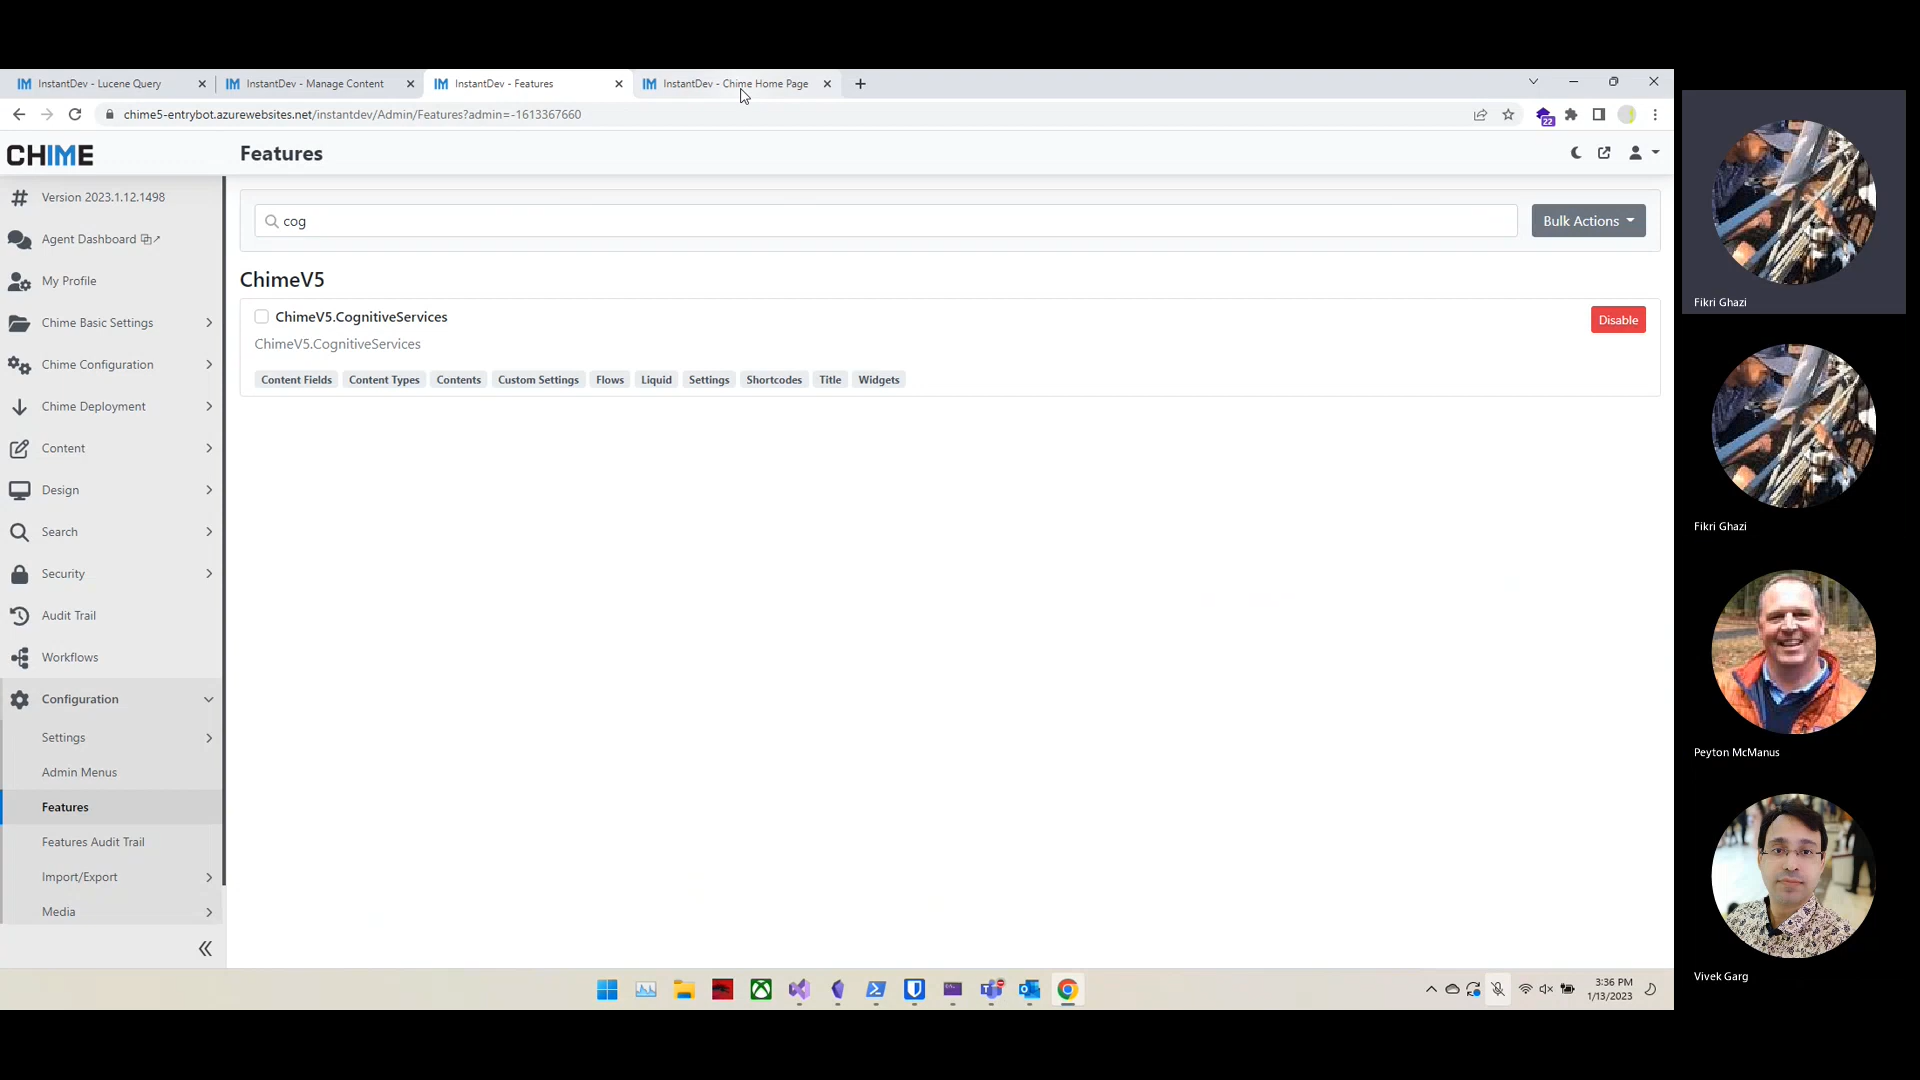 InstantDev - Lucene Query
InstantDev - Manage Content
InstantDev - Features
InstantDev - Chime Home Page
chime5-entrybot.azurewebsites.net/instantdev/Admin/Features?admin=-1613367660
22
CHIME
Features
Version 2023.1.12.1498
Agent Dashboard
My Profile
Chime Basic Settings
Chime Configuration
Chime Deployment
Content
Design
Search
Security
Audit Trail
Workflows
Configuration
Settings
Admin Menus
Features
Features Audit Trail
Import/Export
Media
cog
Bulk Actions
ChimeV5
ChimeV5.CognitiveServices
Disable
ChimeV5.CognitiveServices
Content Fields Content Types Contents Custom Settings Flows Liquid Settings Shortcodes Title Widgets
3:36 PM
1/13/2023
Fikri Ghazi
Fikri Ghazi
Peyton McManus
Vivek Garg